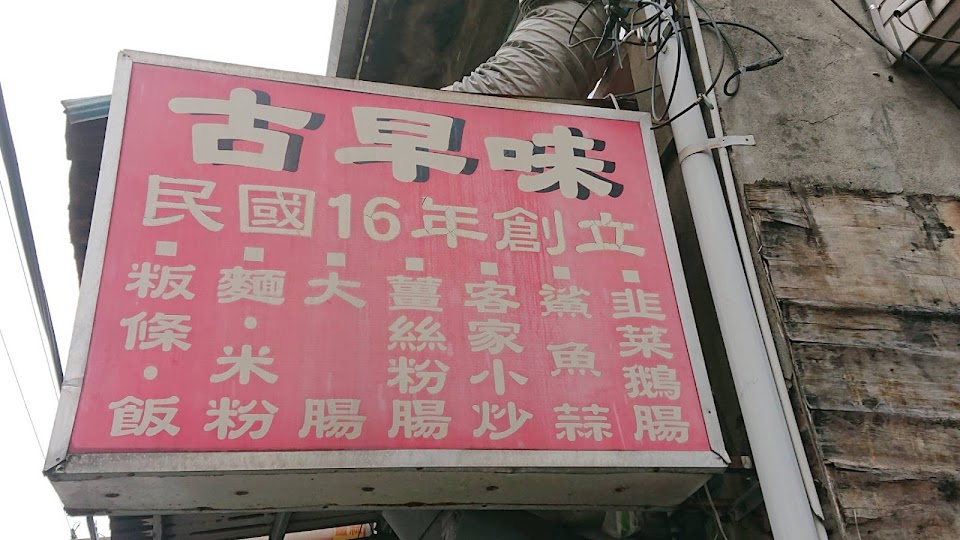 古早味
民國16年創立
韭菜鵝腸
鯊魚蒜
客家小炒
薑絲粉腸
大腸
麵·米粉
粄條·飯